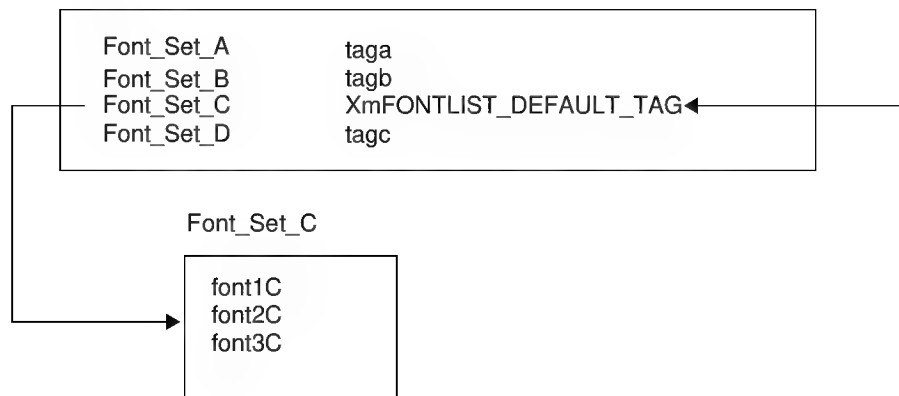 Font_Set_A taga
Font_Set_B tagb
Font_Set_C XmFONTLIST_DEFAULT_TAG
Font_Set_D tagc
Font_Set_C
font1C
font2C
font3C